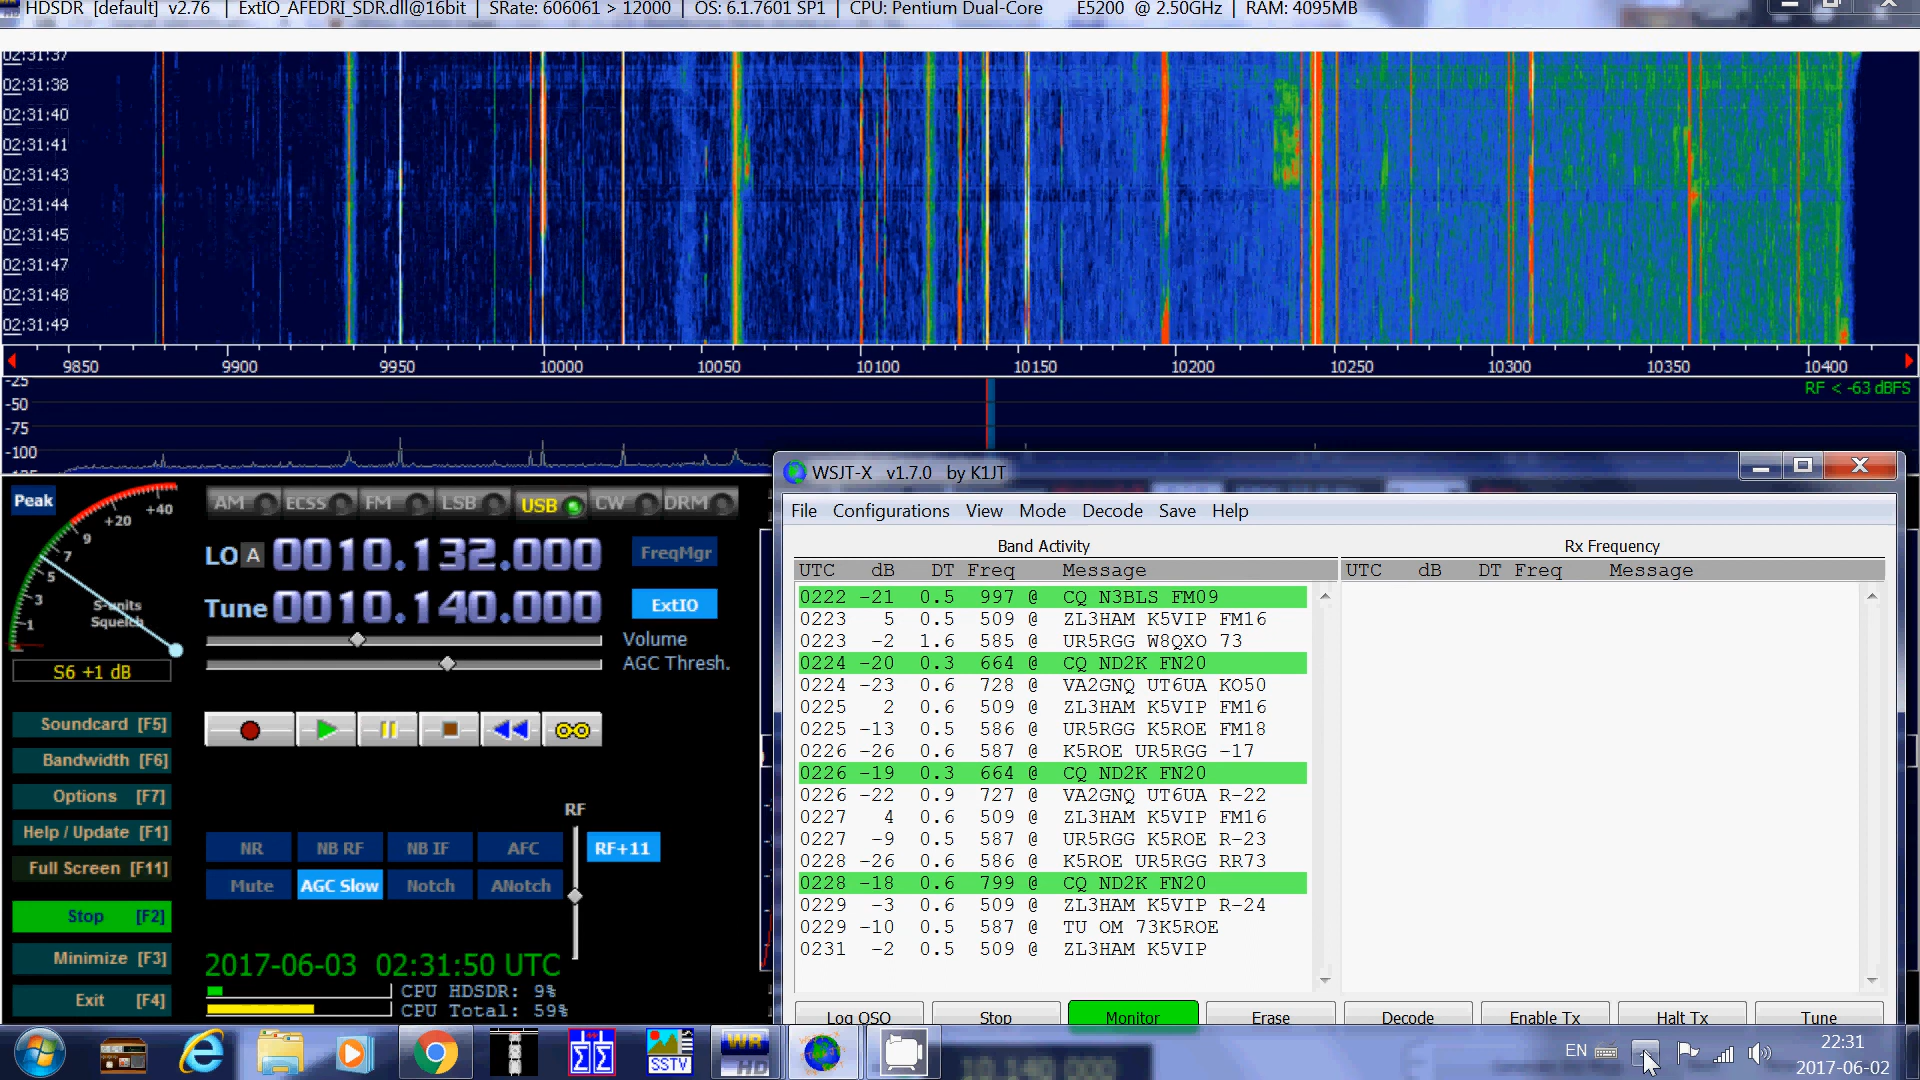 HDSDR [default] v2.76 | ExtIO_AFEDRI_SDR.dll@16bit | SRate: 606061 > 12000 | OS: 6.1.7601 SP1 | CPU: Pentium Dual-Core E5200 @ 2.50GHz | RAM: 4095MB
02:31:37
02:31:38
02:31:40
02:31:41
02:31:43
02:31:44
02:31:45
02:31:47
02:31:48
02:31:49
9850 9900 9950 10000 10050 10100 10150 10200 10250 10300 10350 10400
-25
RF < -63 dBFS
-50
-75
-100
WSJT-X v1.7.0 by K1JT
File Configurations View Mode Decode Save Help
Band Activity
Rx Frequency
UTC dB DT Freq Message
UTC dB DT Freq Message
0222 -21 0.5 997 @ CQ N3BLS FM09
0223 5 0.5 509 @ ZL3HAM K5VIP FM16
0223 -2 1.6 585 @ UR5RGG W8QXO 73
0224 -20 0.3 664 @ CQ ND2K FN20
0224 -23 0.6 728 @ VA2GNQ UT6UA KO50
0225 2 0.6 509 @ ZL3HAM K5VIP FM16
0225 -13 0.5 586 @ UR5RGG K5ROE FM18
0226 -26 0.6 587 @ K5ROE UR5RGG -17
0226 -19 0.3 664 @ CQ ND2K FN20
0226 -22 0.9 727 @ VA2GNQ UT6UA R-22
0227 4 0.6 509 @ ZL3HAM K5VIP FM16
0227 -9 0.5 587 @ UR5RGG K5ROE R-23
0228 -26 0.6 586 @ K5ROE UR5RGG RR73
0228 -18 0.6 799 @ CQ ND2K FN20
0229 -3 0.6 509 @ ZL3HAM K5VIP R-24
0229 -10 0.5 587 @ TU OM 73K5ROE
0231 -2 0.5 509 @ ZL3HAM K5VIP
Log QSO Stop Monitor Erase Decode Enable Tx Halt Tx Tune
Peak
1 3 5 7 9 +20 +40
S-units
Squelch
S6 +1 dB
AM ECSS FM LSB USB CW DRM
LO A 0010.132.000 FreqMgr
Tune 0010.140.000 ExtIO
Volume
AGC Thresh.
Soundcard [F5]
Bandwidth [F6]
Options [F7]
Help / Update [F1]
Full Screen [F11]
Stop [F2]
Minimize [F3]
Exit [F4]
RF
NR NB RF NB IF AFC RF+11
Mute AGC Slow Notch ANotch
2017-06-03 02:31:50 UTC
CPU HDSDR: 9%
CPU Total: 59%
SSTV
WR
HD
10.140.000
EN
22:31
2017-06-02